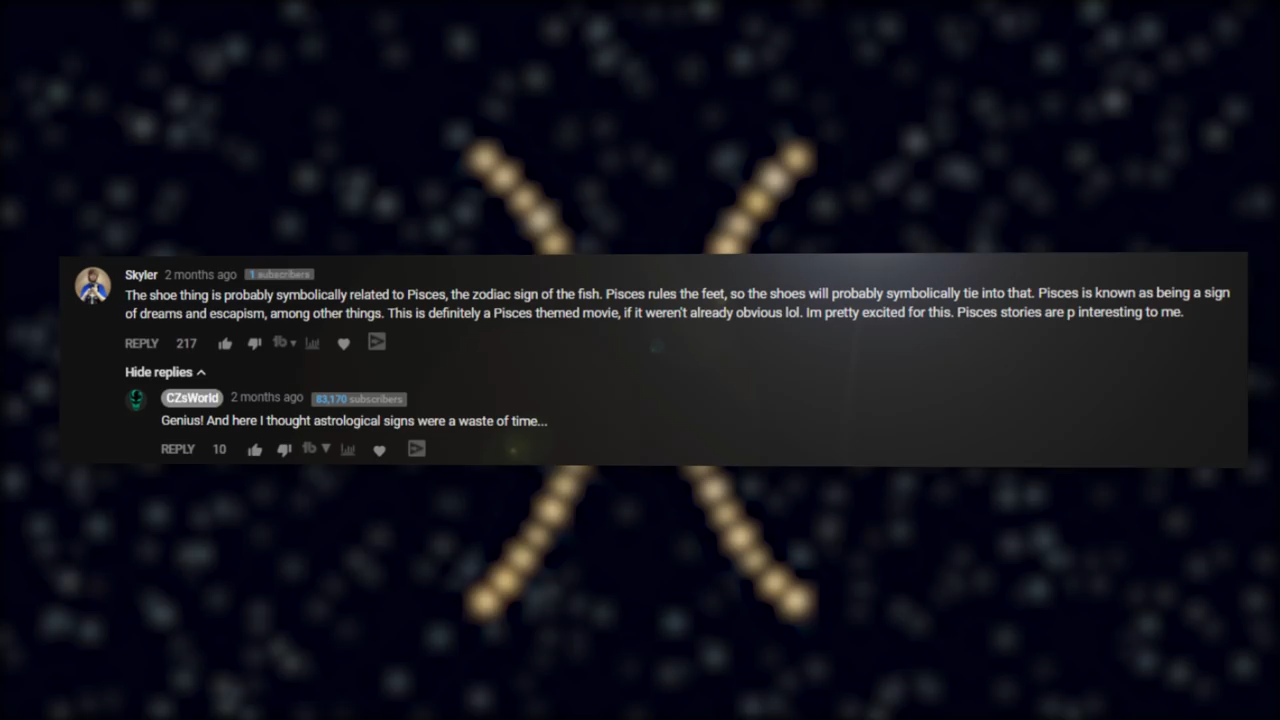 Skyler 2 months ago 1 subscribers
The shoe thing is probably symbolically related to Pisces, the zodiac sign of the fish. Pisces rules the feet, so the shoes will probably symbolically tie into that. Pisces is known as being a sign
of dreams and escapism, among other things. This is definitely a Pisces themed movie, if it weren't already obvious lol. Im pretty excited for this. Pisces stories are p interesting to me.
REPLY 217
Hide replies
CZsWorld 2 months ago 83,170 subscribers
Genius! And here I thought astrological signs were a waste of time...
REPLY 10